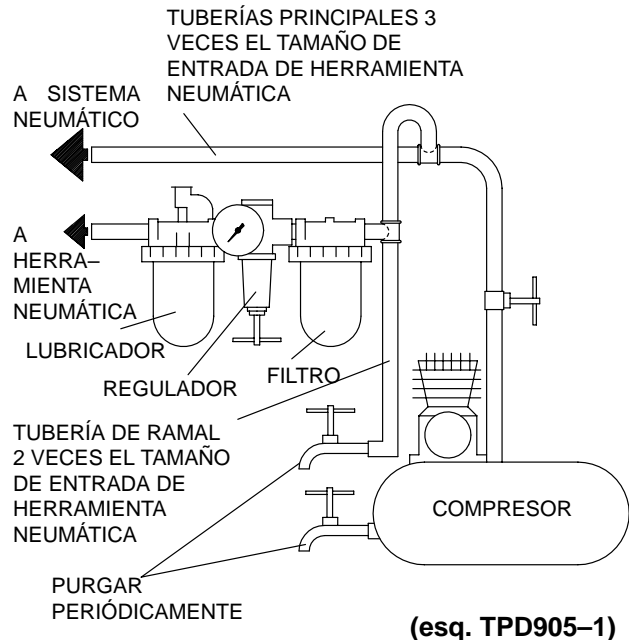 TUBERÍAS PRINCIPALES 3
VECES EL TAMAÑO DE
ENTRADA DE HERRAMIENTA
NEUMÁTICA
A SISTEMA
NEUMÁTICO
A
HERRA–
MIENTA
NEUMÁTICA
LUBRICADOR
REGULADOR
FILTRO
TUBERÍA DE RAMAL
2 VECES EL TAMAÑO
DE ENTRADA DE
HERRAMIENTA
NEUMÁTICA
COMPRESOR
PURGAR
PERIÓDICAMENTE
(esq. TPD905–1)